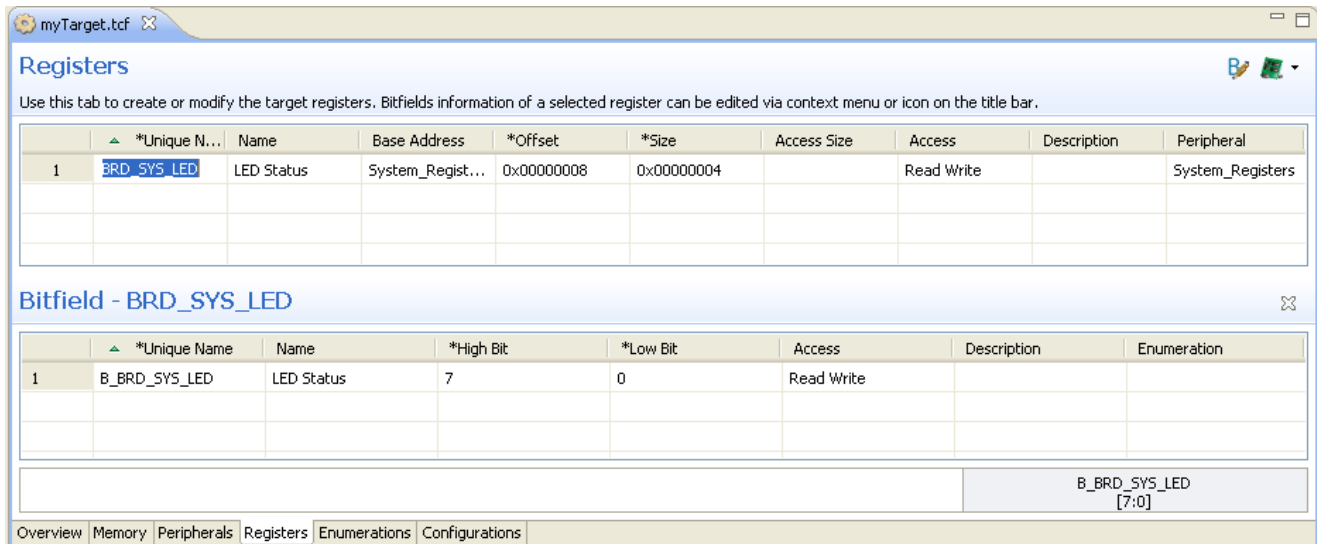 myTarget.tcf
Registers
Use this tab to create or modify the target registers. Bitfields information of a selected register can be edited via context menu or icon on the title bar.
*Unique N... Name Base Address *Offset *Size Access Size Access Description Peripheral
1 BRD_SYS_LED LED Status System_Regist... 0x00000008 0x00000004 Read Write System_Registers
Bitfield - BRD_SYS_LED
*Unique Name Name *High Bit *Low Bit Access Description Enumeration
1 B_BRD_SYS_LED LED Status 7 0 Read Write
B_BRD_SYS_LED
[7:0]
Overview Memory Peripherals Registers Enumerations Configurations